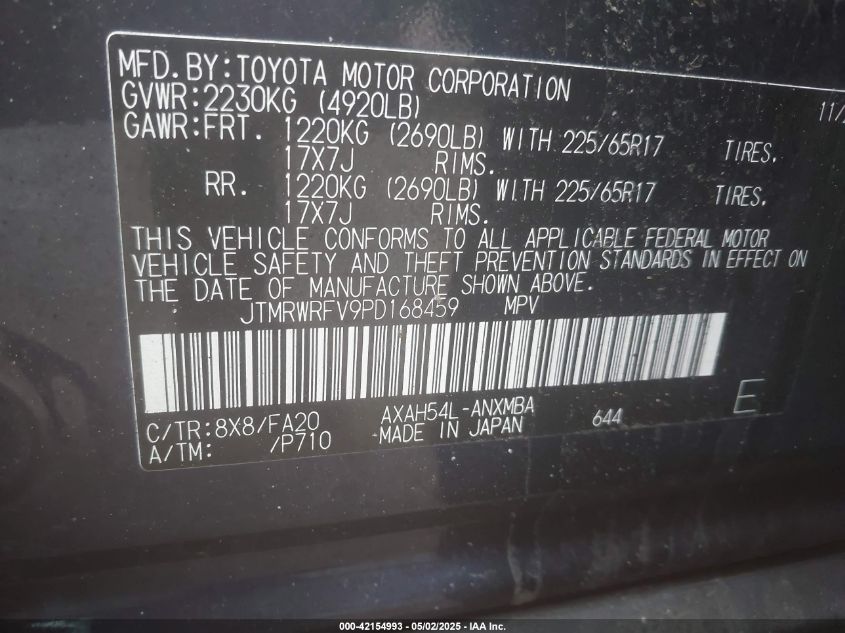 MFD.BY:TOYOTA MOTOR CORPORATION 11/
GVWR:2230KG (4920LB)
GAWR:FRT. 1220KG (2690LB) WITH 225/65R17 TIRES,
17X7J RIMS.
RR. 1220KG (2690LB) WITH 225/65R17 TIRES,
17X7J RIMS.
THIS VEHICLE CONFORMS TO ALL APPLICABLE FEDERAL MOTOR
VEHICLE SAFETY AND THEFT PREVENTION STANDARDS IN EFFECT ON
THE DATE OF MANUFACTURE SHOWN ABOVE.
JTMRWRFV9PD168459 MPV
C/TR:8X8/FA20 AXAH54L-ANXMBA 644 E
A/TM: /P710 MADE IN JAPAN
000-42154993 - 05/02/2025 - IAA Inc.